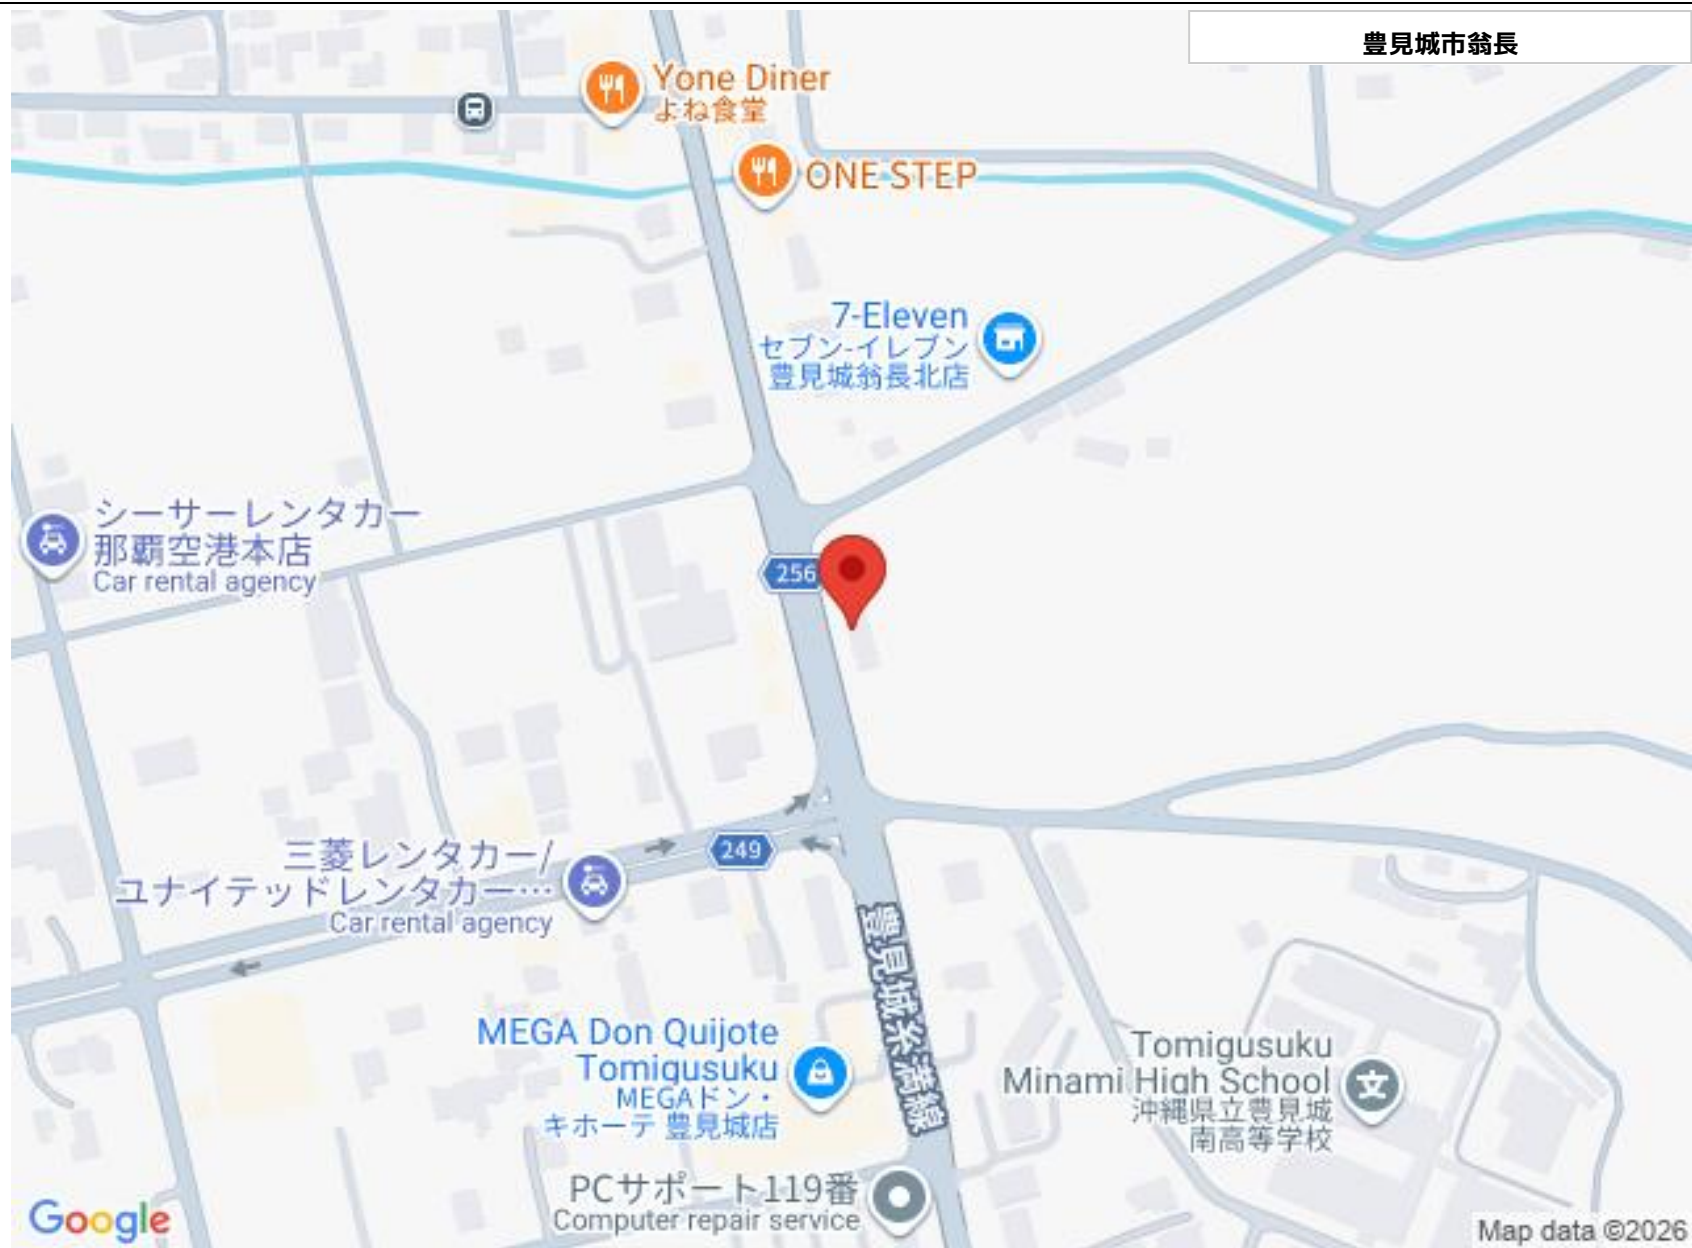 豊見城市翁長
Yone Diner
よね食堂
ONE STEP
7-Eleven
セブン-イレブン
豊見城翁長北店
シーサーレンタカー
那覇空港本店
Car rental agency
256
249
三菱レンタカー/
ユナイテッドレンタカー…
Car rental agency
豊見城糸満線
MEGA Don Quijote
Tomigusuku
MEGAドン・
キホーテ 豊見城店
Tomigusuku
Minami High School
沖縄県立豊見城
南高等学校
文
PCサポート119番
Computer repair service
Google
Map data ©2026